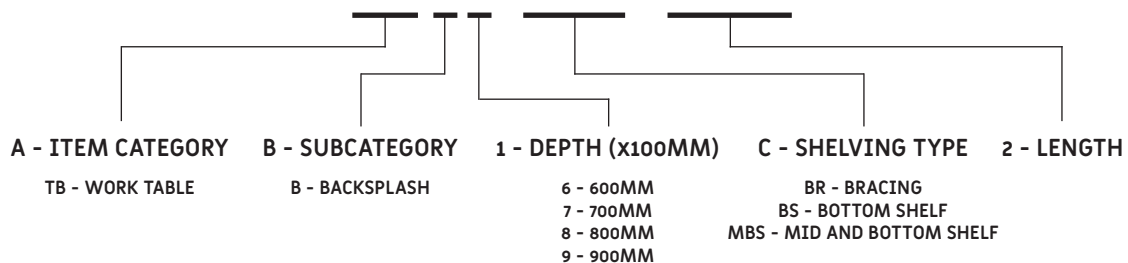 A - ITEM CATEGORY B - SUBCATEGORY 1 - DEPTH (X100MM) C - SHELVING TYPE 2 - LENGTH
TB - WORK TABLE B - BACKSPLASH 6 - 600MM BR - BRACING
7 - 700MM BS - BOTTOM SHELF
8 - 800MM MBS - MID AND BOTTOM SHELF
9 - 900MM